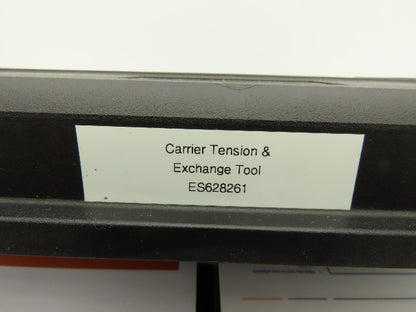 Carrier Tension &
Exchange Tool
ES628261